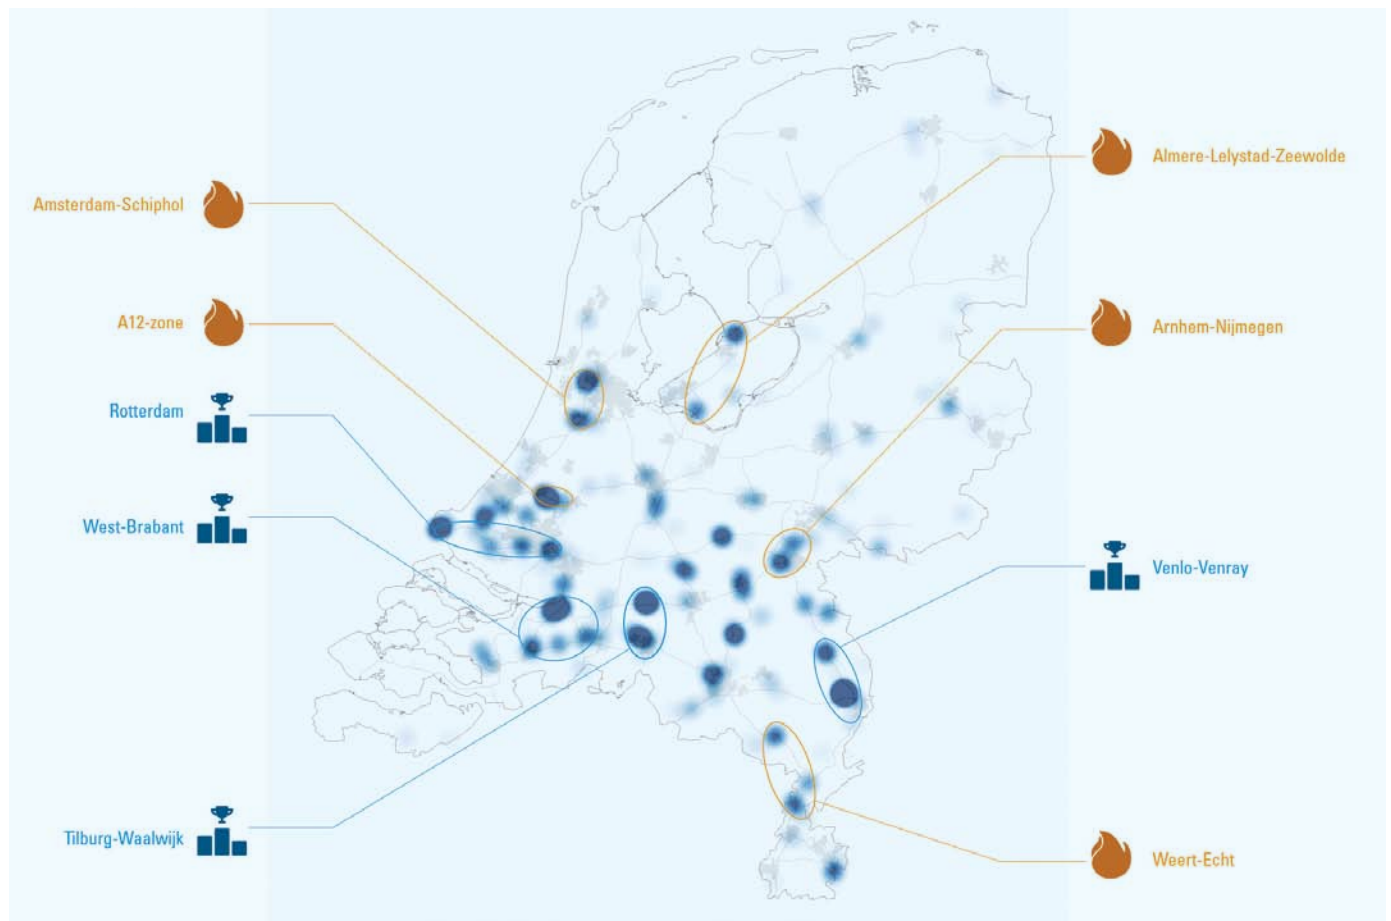 Amsterdam-Schiphol
A12-zone
Rotterdam
West-Brabant
Tilburg-Waalwijk
Almere-Lelystad-Zeewolde
Arnhem-Nijmegen
Venlo-Venray
Weert-Echt